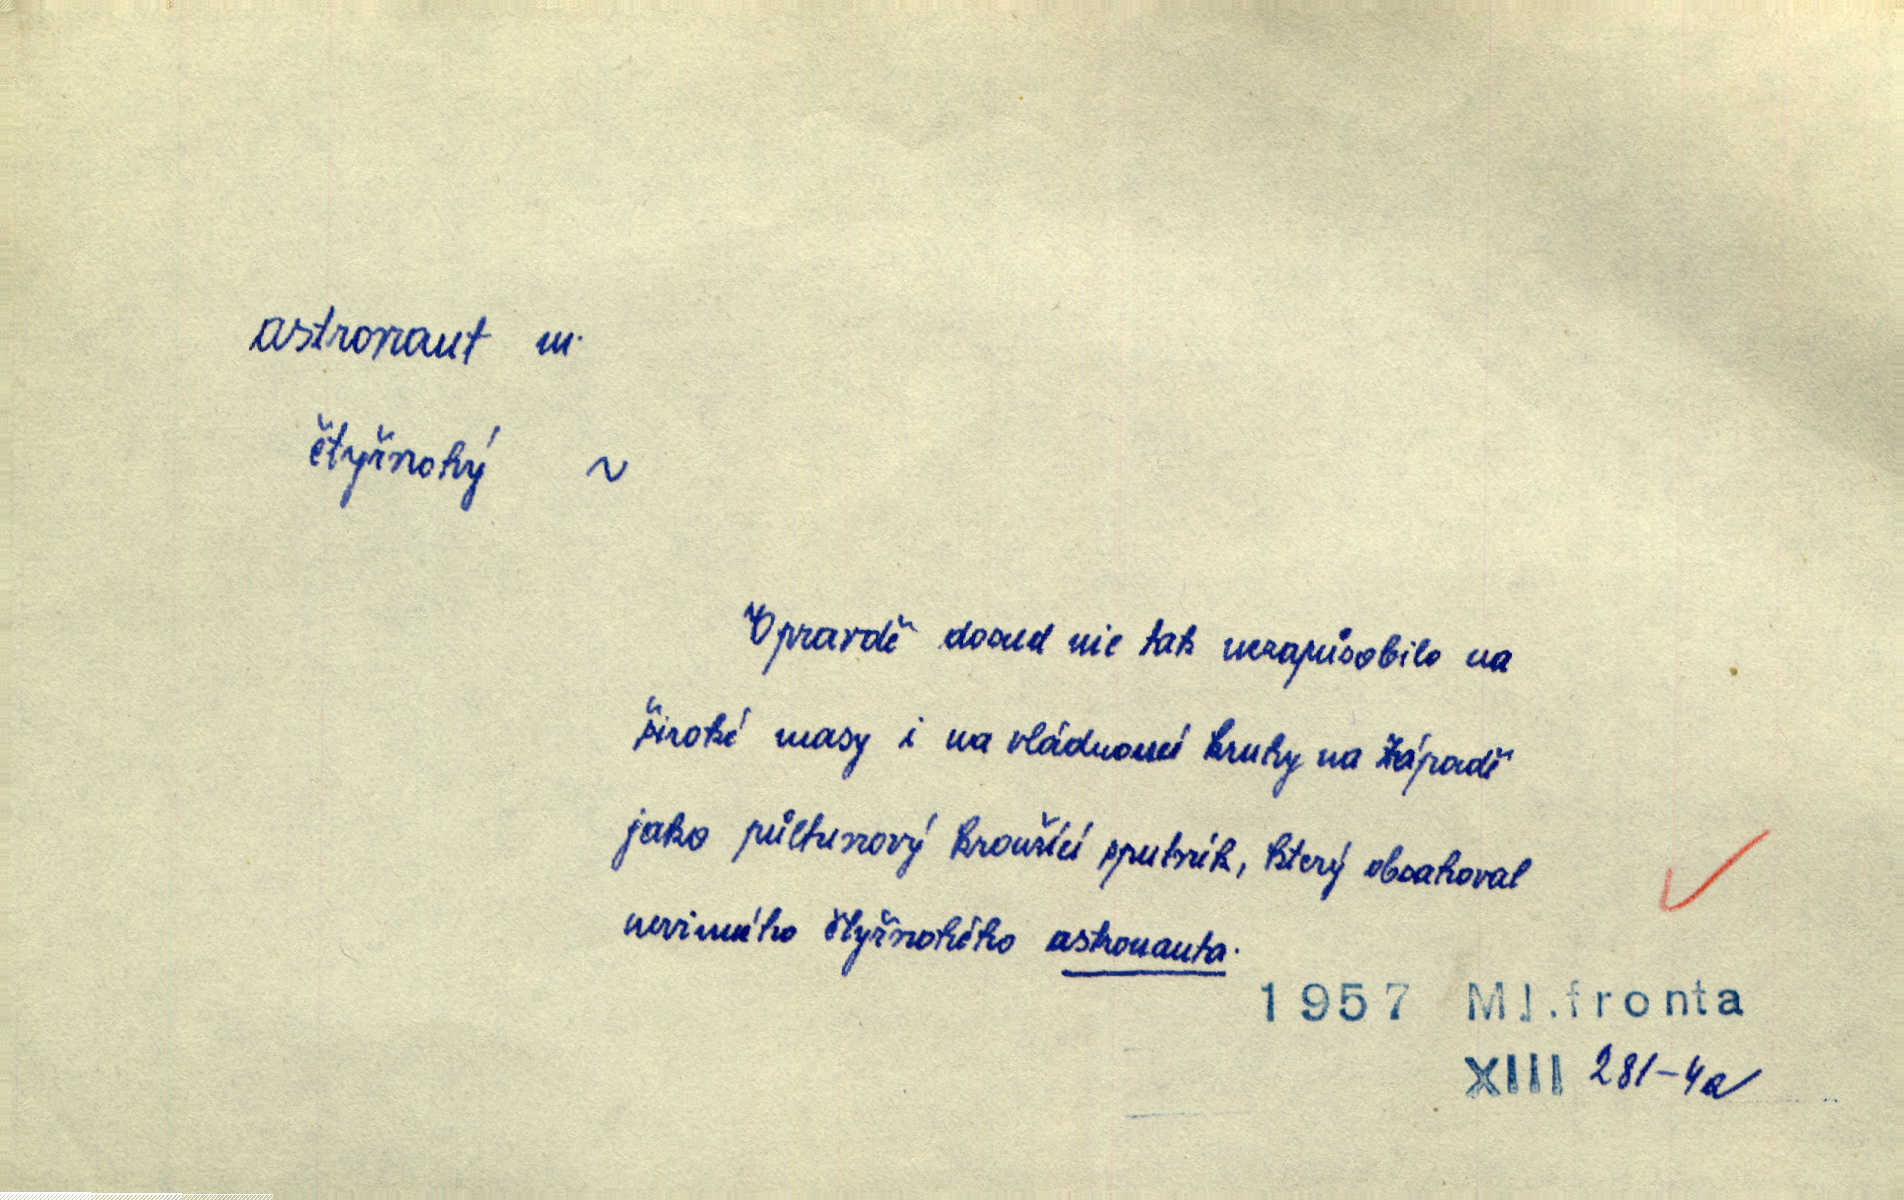 astronaut m.
čtyřnohý ~
Opravdě dosud nic tak nezapůsobilo na
široké masy i na vládnoucí kruhy na Západě
jako půltunový kroužící sputnik, který obsahoval
nevinného čtyřnohého astronauta.
1957 Ml.fronta
XIII 281-4a